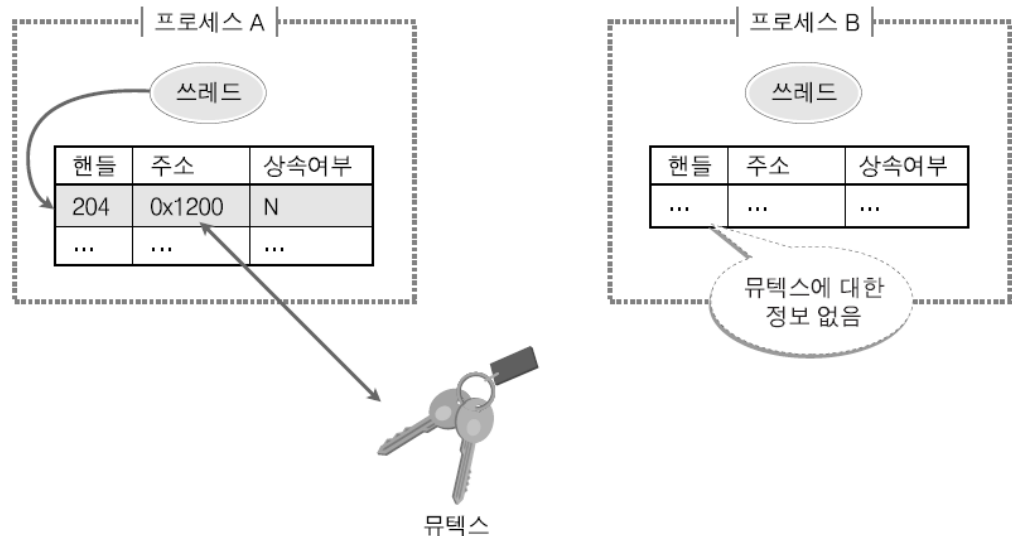 프로세스 A
쓰레드
핸들 주소 상속여부
204 0x1200 N
... ... ...
프로세스 B
쓰레드
핸들 주소 상속여부
... ... ...
뮤텍스에 대한
정보 없음
뮤텍스